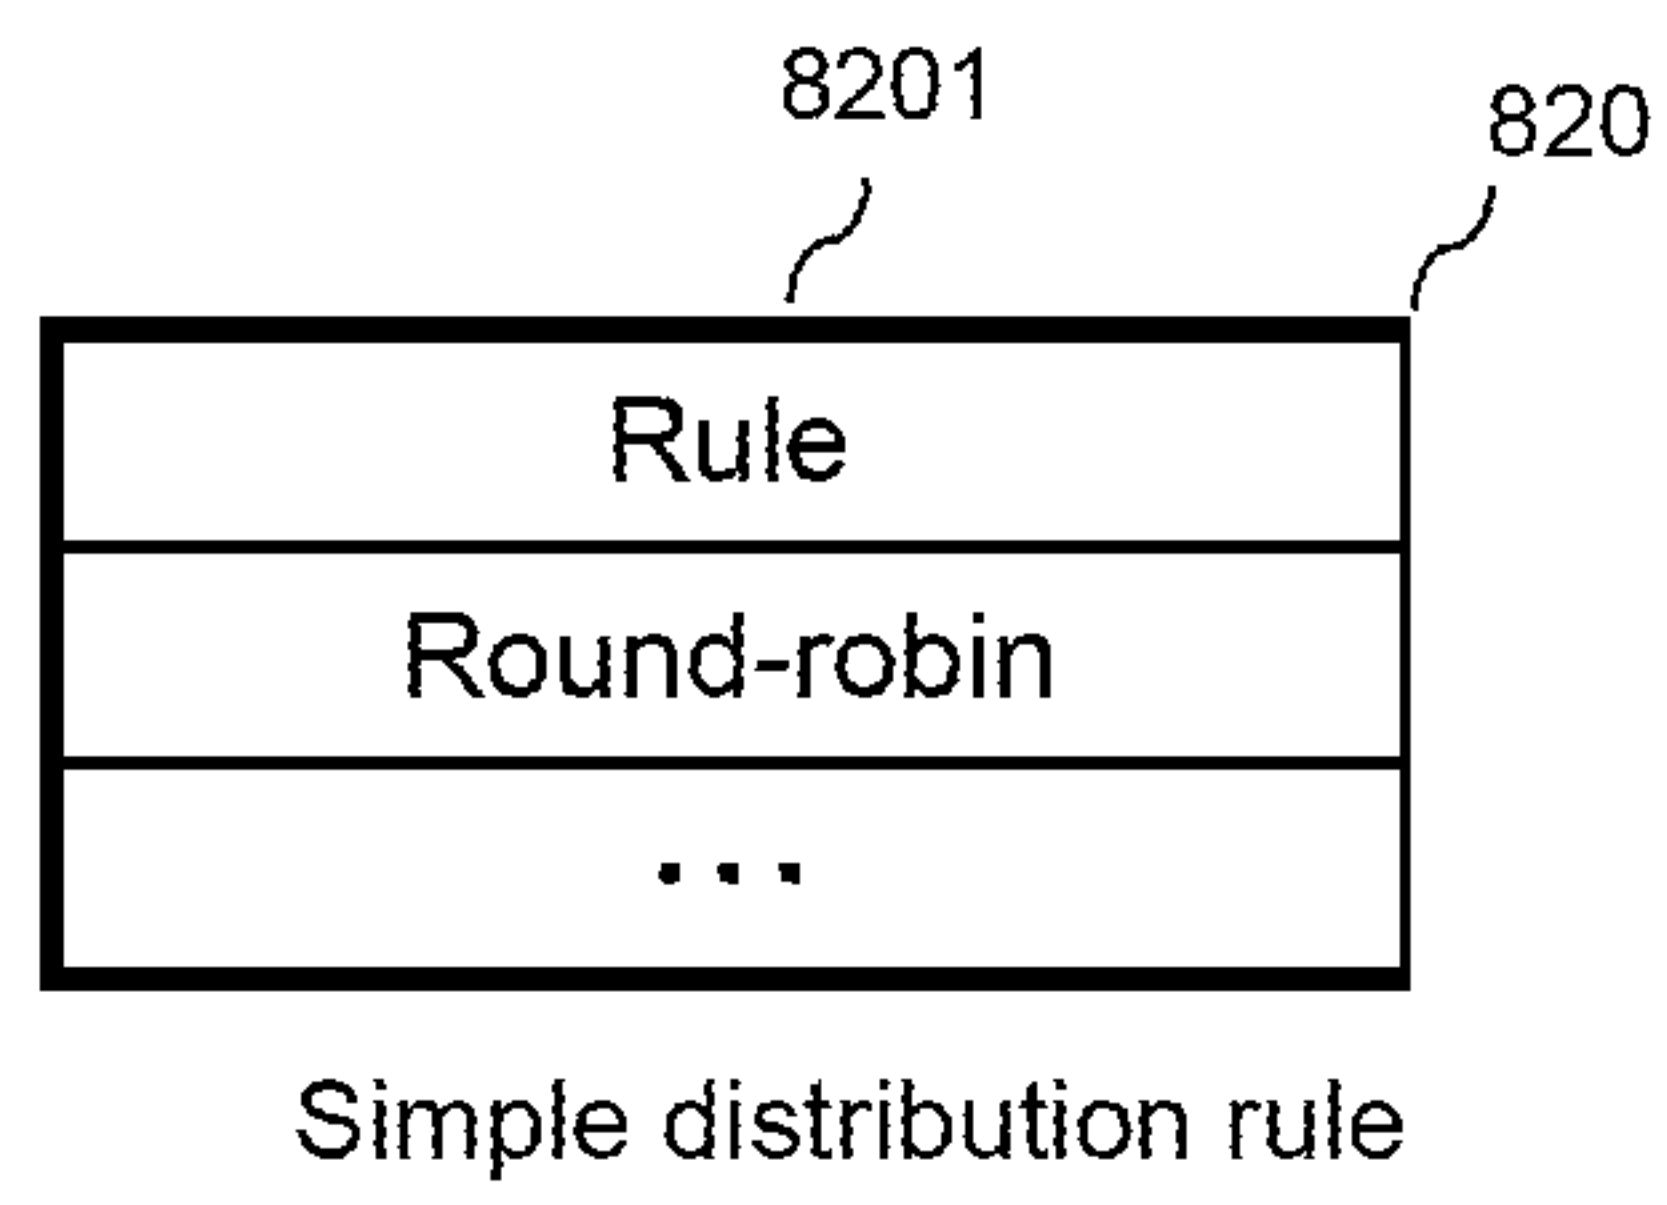 8201
820
Rule
Round-robin
...
Simple distribution rule